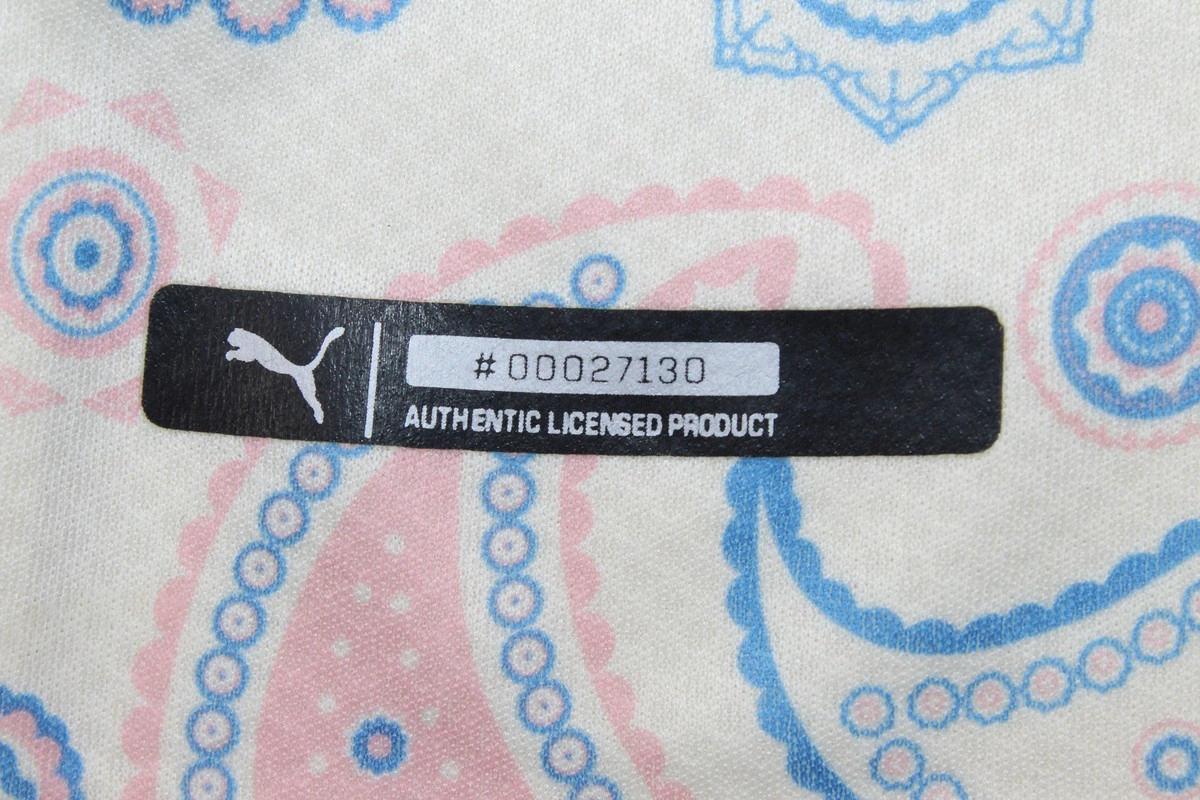 #00027130
AUTHENTIC LICENSED PRODUCT